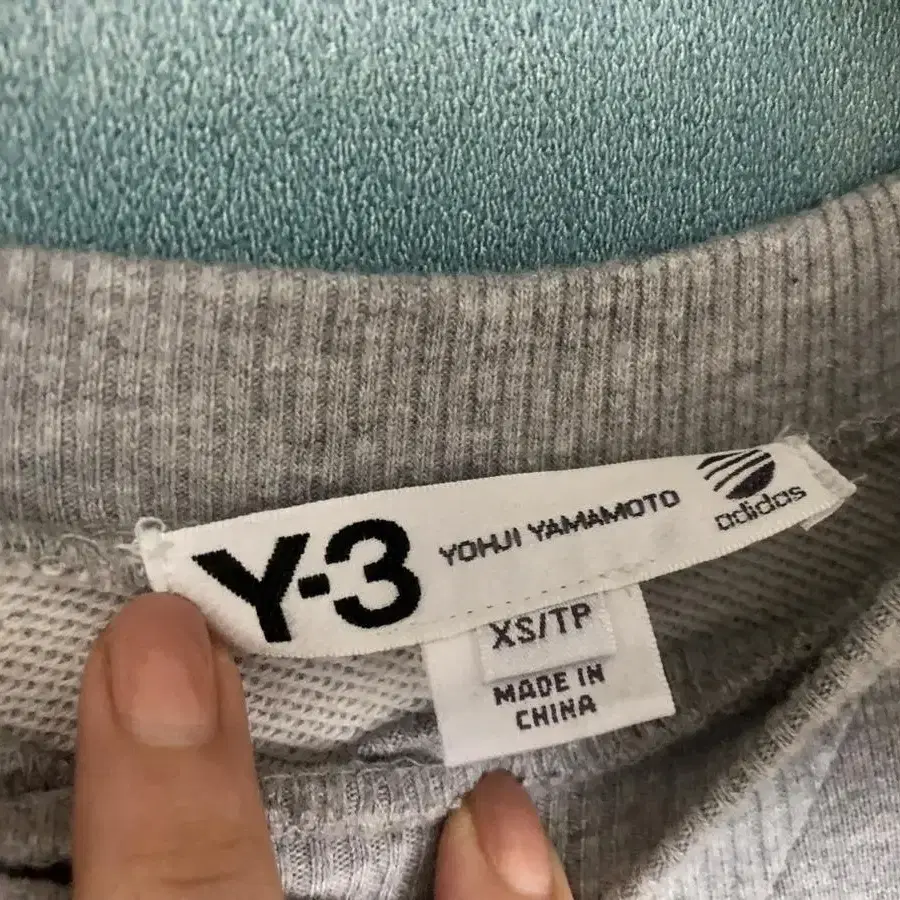 Y-3 YOHJI YAMAMOTO adidas
XS/TP
MADE IN
CHINA